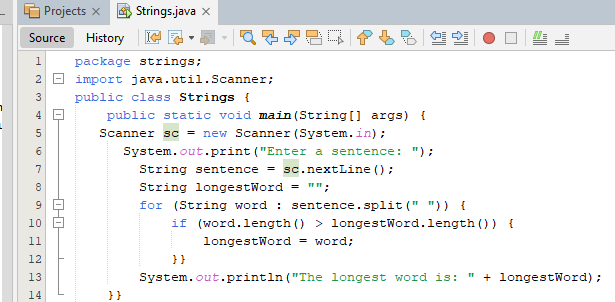 Projects × Strings.java ×
Source History
1 package strings;
2 import java.util.Scanner;
3 public class Strings {
4 public static void main(String[] args) {
5 Scanner sc = new Scanner(System.in);
6 System.out.print("Enter a sentence: ");
7 String sentence = sc.nextLine();
8 String longestWord = "";
9 for (String word : sentence.split(" ")) {
10 if (word.length() > longestWord.length()) {
11 longestWord = word;
12 }}
13 System.out.println("The longest word is: " + longestWord);
14 }}